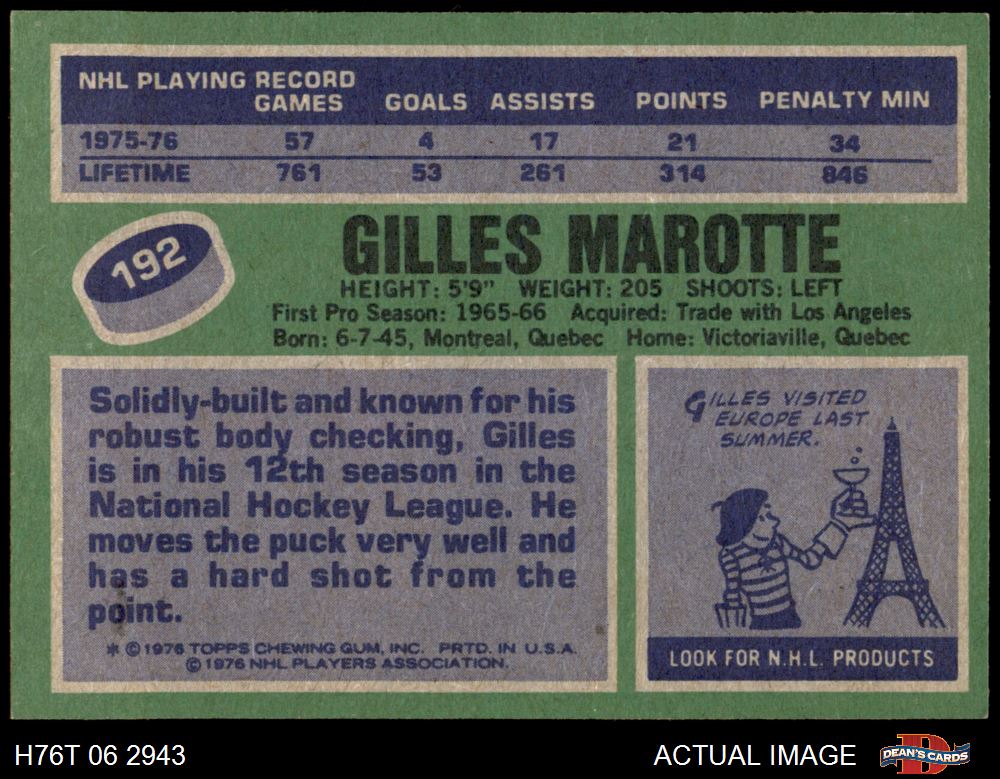 NHL PLAYING RECORD
GAMES GOALS ASSISTS POINTS PENALTY MIN
1975-76 57 4 17 21 34
LIFETIME 761 53 261 314 846
192
GILLES MAROTTE
HEIGHT: 5'9" WEIGHT: 205 SHOOTS: LEFT
First Pro Season: 1965-66 Acquired: Trade with Los Angeles
Born: 6-7-45, Montreal, Quebec Home: Victoriaville, Quebec
Solidly-built and known for his
robust body checking, Gilles
is in his 12th season in the
National Hockey League. He
moves the puck very well and
has a hard shot from the
point.
* © 1976 TOPPS CHEWING GUM, INC. PRTD. IN U.S.A.
© 1976 NHL PLAYERS ASSOCIATION.
GILLES VISITED
EUROPE LAST
SUMMER.
LOOK FOR N.H.L. PRODUCTS
H76T 06 2943
ACTUAL IMAGE
DEAN'S CARDS